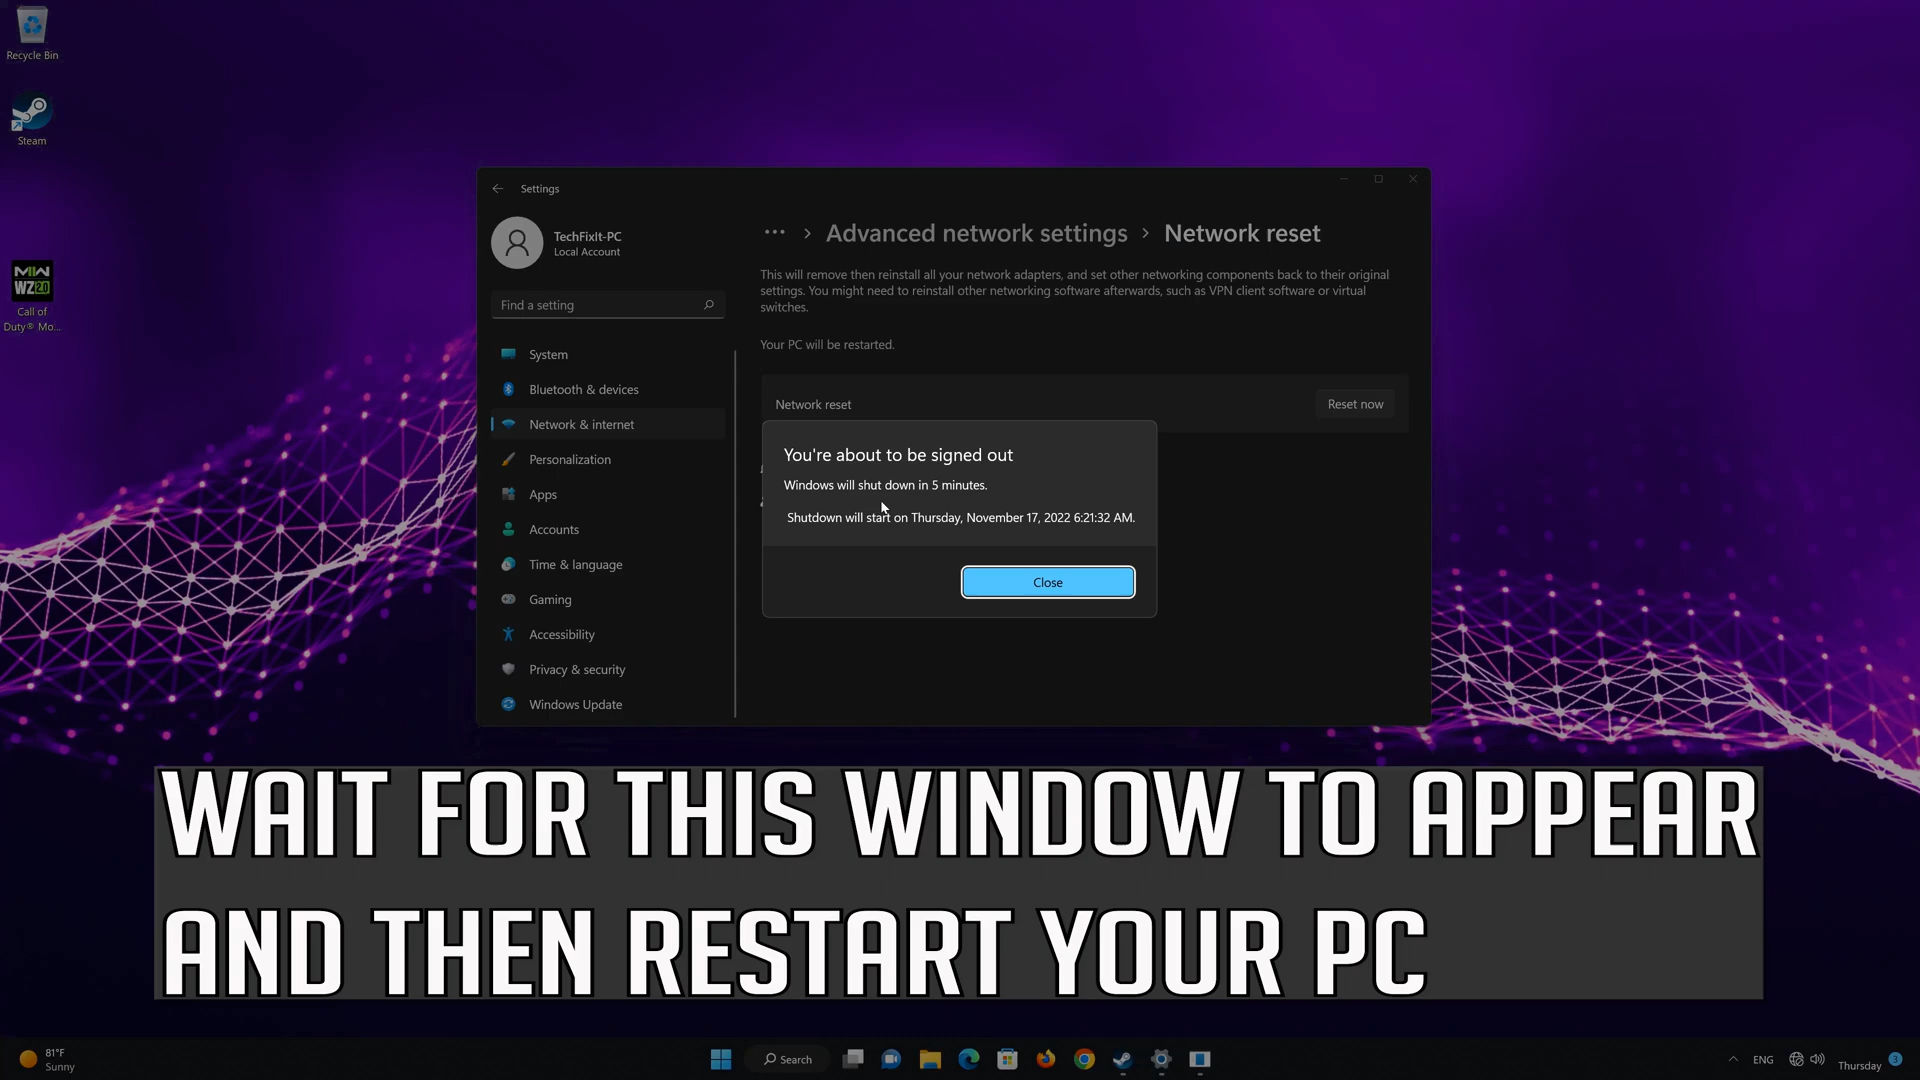 Recycle Bin
Steam
MW
WZ 2.0
Call of
Duty® Mo...
Settings
TechFixIt-PC
Local Account
Find a setting
System
Bluetooth & devices
Network & internet
Personalization
Apps
Accounts
Time & language
Gaming
Accessibility
Privacy & security
Windows Update
... > Advanced network settings > Network reset
This will remove then reinstall all your network adapters, and set other networking components back to their original
settings. You might need to reinstall other networking software afterwards, such as VPN client software or virtual
switches.
Your PC will be restarted.
Network reset
Reset now
You're about to be signed out
Windows will shut down in 5 minutes.
Shutdown will start on Thursday, November 17, 2022 6:21:32 AM.
Close
WAIT FOR THIS WINDOW TO APPEAR
AND THEN RESTART YOUR PC
81°F
Sunny
Search
ENG
Thursday
3